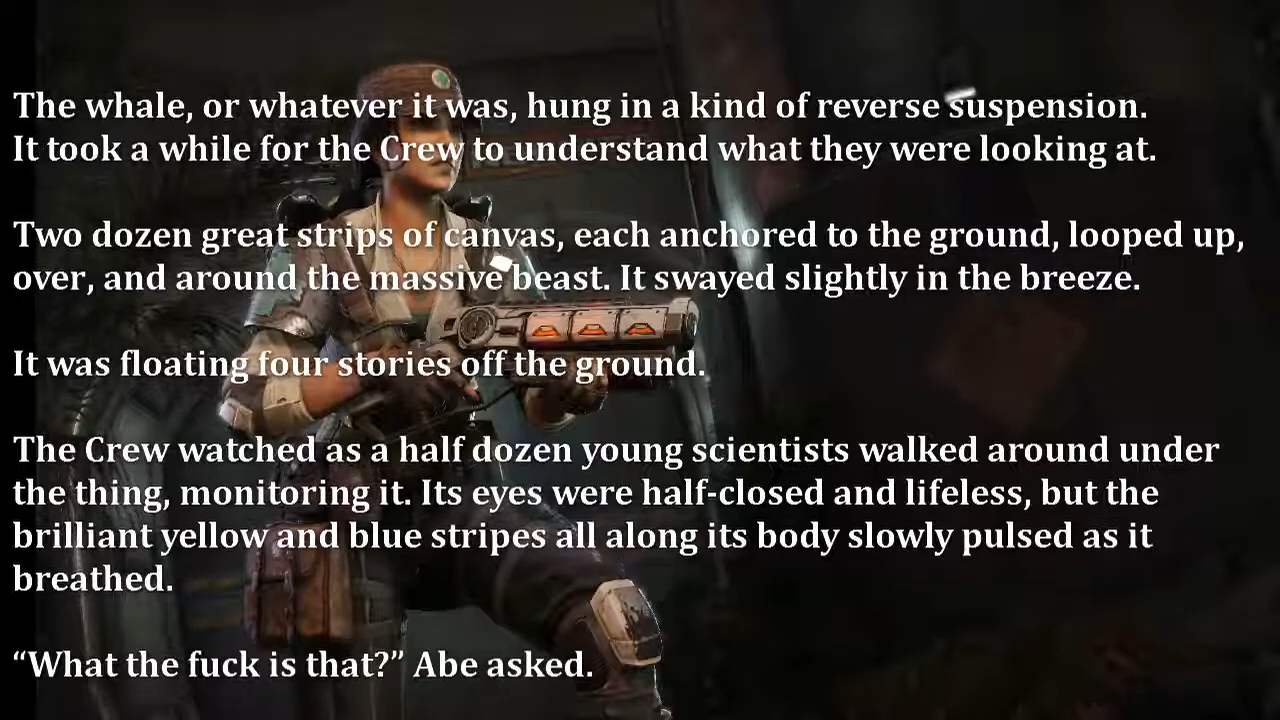 The whale, or whatever it was, hung in a kind of reverse suspension.
It took a while for the Crew to understand what they were looking at.
Two dozen great strips of canvas, each anchored to the ground, looped up,
over, and around the massive beast. It swayed slightly in the breeze.
It was floating four stories off the ground.
The Crew watched as a half dozen young scientists walked around under
the thing, monitoring it. Its eyes were half-closed and lifeless, but the
brilliant yellow and blue stripes all along its body slowly pulsed as it
breathed.
“What the fuck is that?” Abe asked.